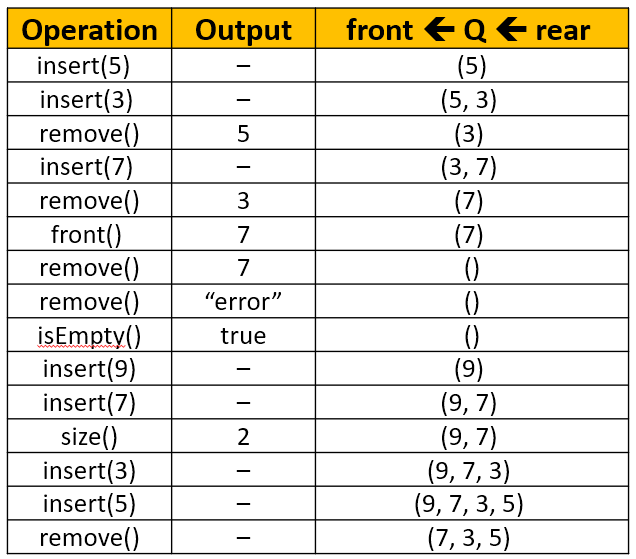 Operation Output front 🡸 Q 🡸 rear
insert(5) – (5)
insert(3) – (5, 3)
remove() 5 (3)
insert(7) – (3, 7)
remove() 3 (7)
front() 7 (7)
remove() 7 ()
remove() “error” ()
isEmpty() true ()
insert(9) – (9)
insert(7) – (9, 7)
size() 2 (9, 7)
insert(3) – (9, 7, 3)
insert(5) – (9, 7, 3, 5)
remove() – (7, 3, 5)